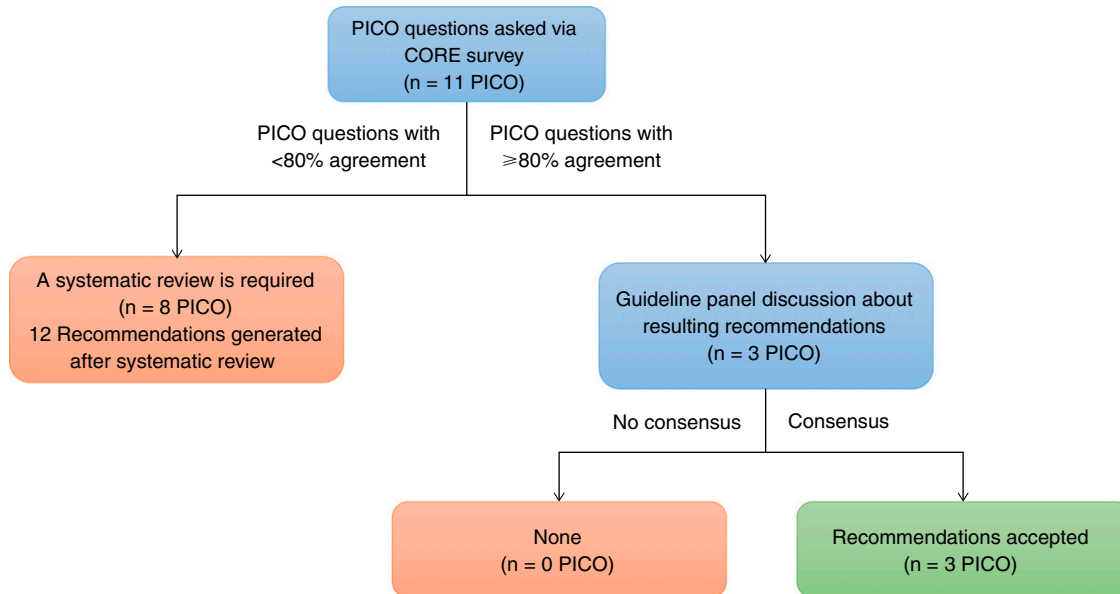 PICO questions asked via
CORE survey
(n = 11 PICO)
PICO questions with
<80% agreement
PICO questions with
⩾80% agreement
A systematic review is required
(n = 8 PICO)
12 Recommendations generated
after systematic review
Guideline panel discussion about
resulting recommendations
(n = 3 PICO)
No consensus
Consensus
None
(n = 0 PICO)
Recommendations accepted
(n = 3 PICO)